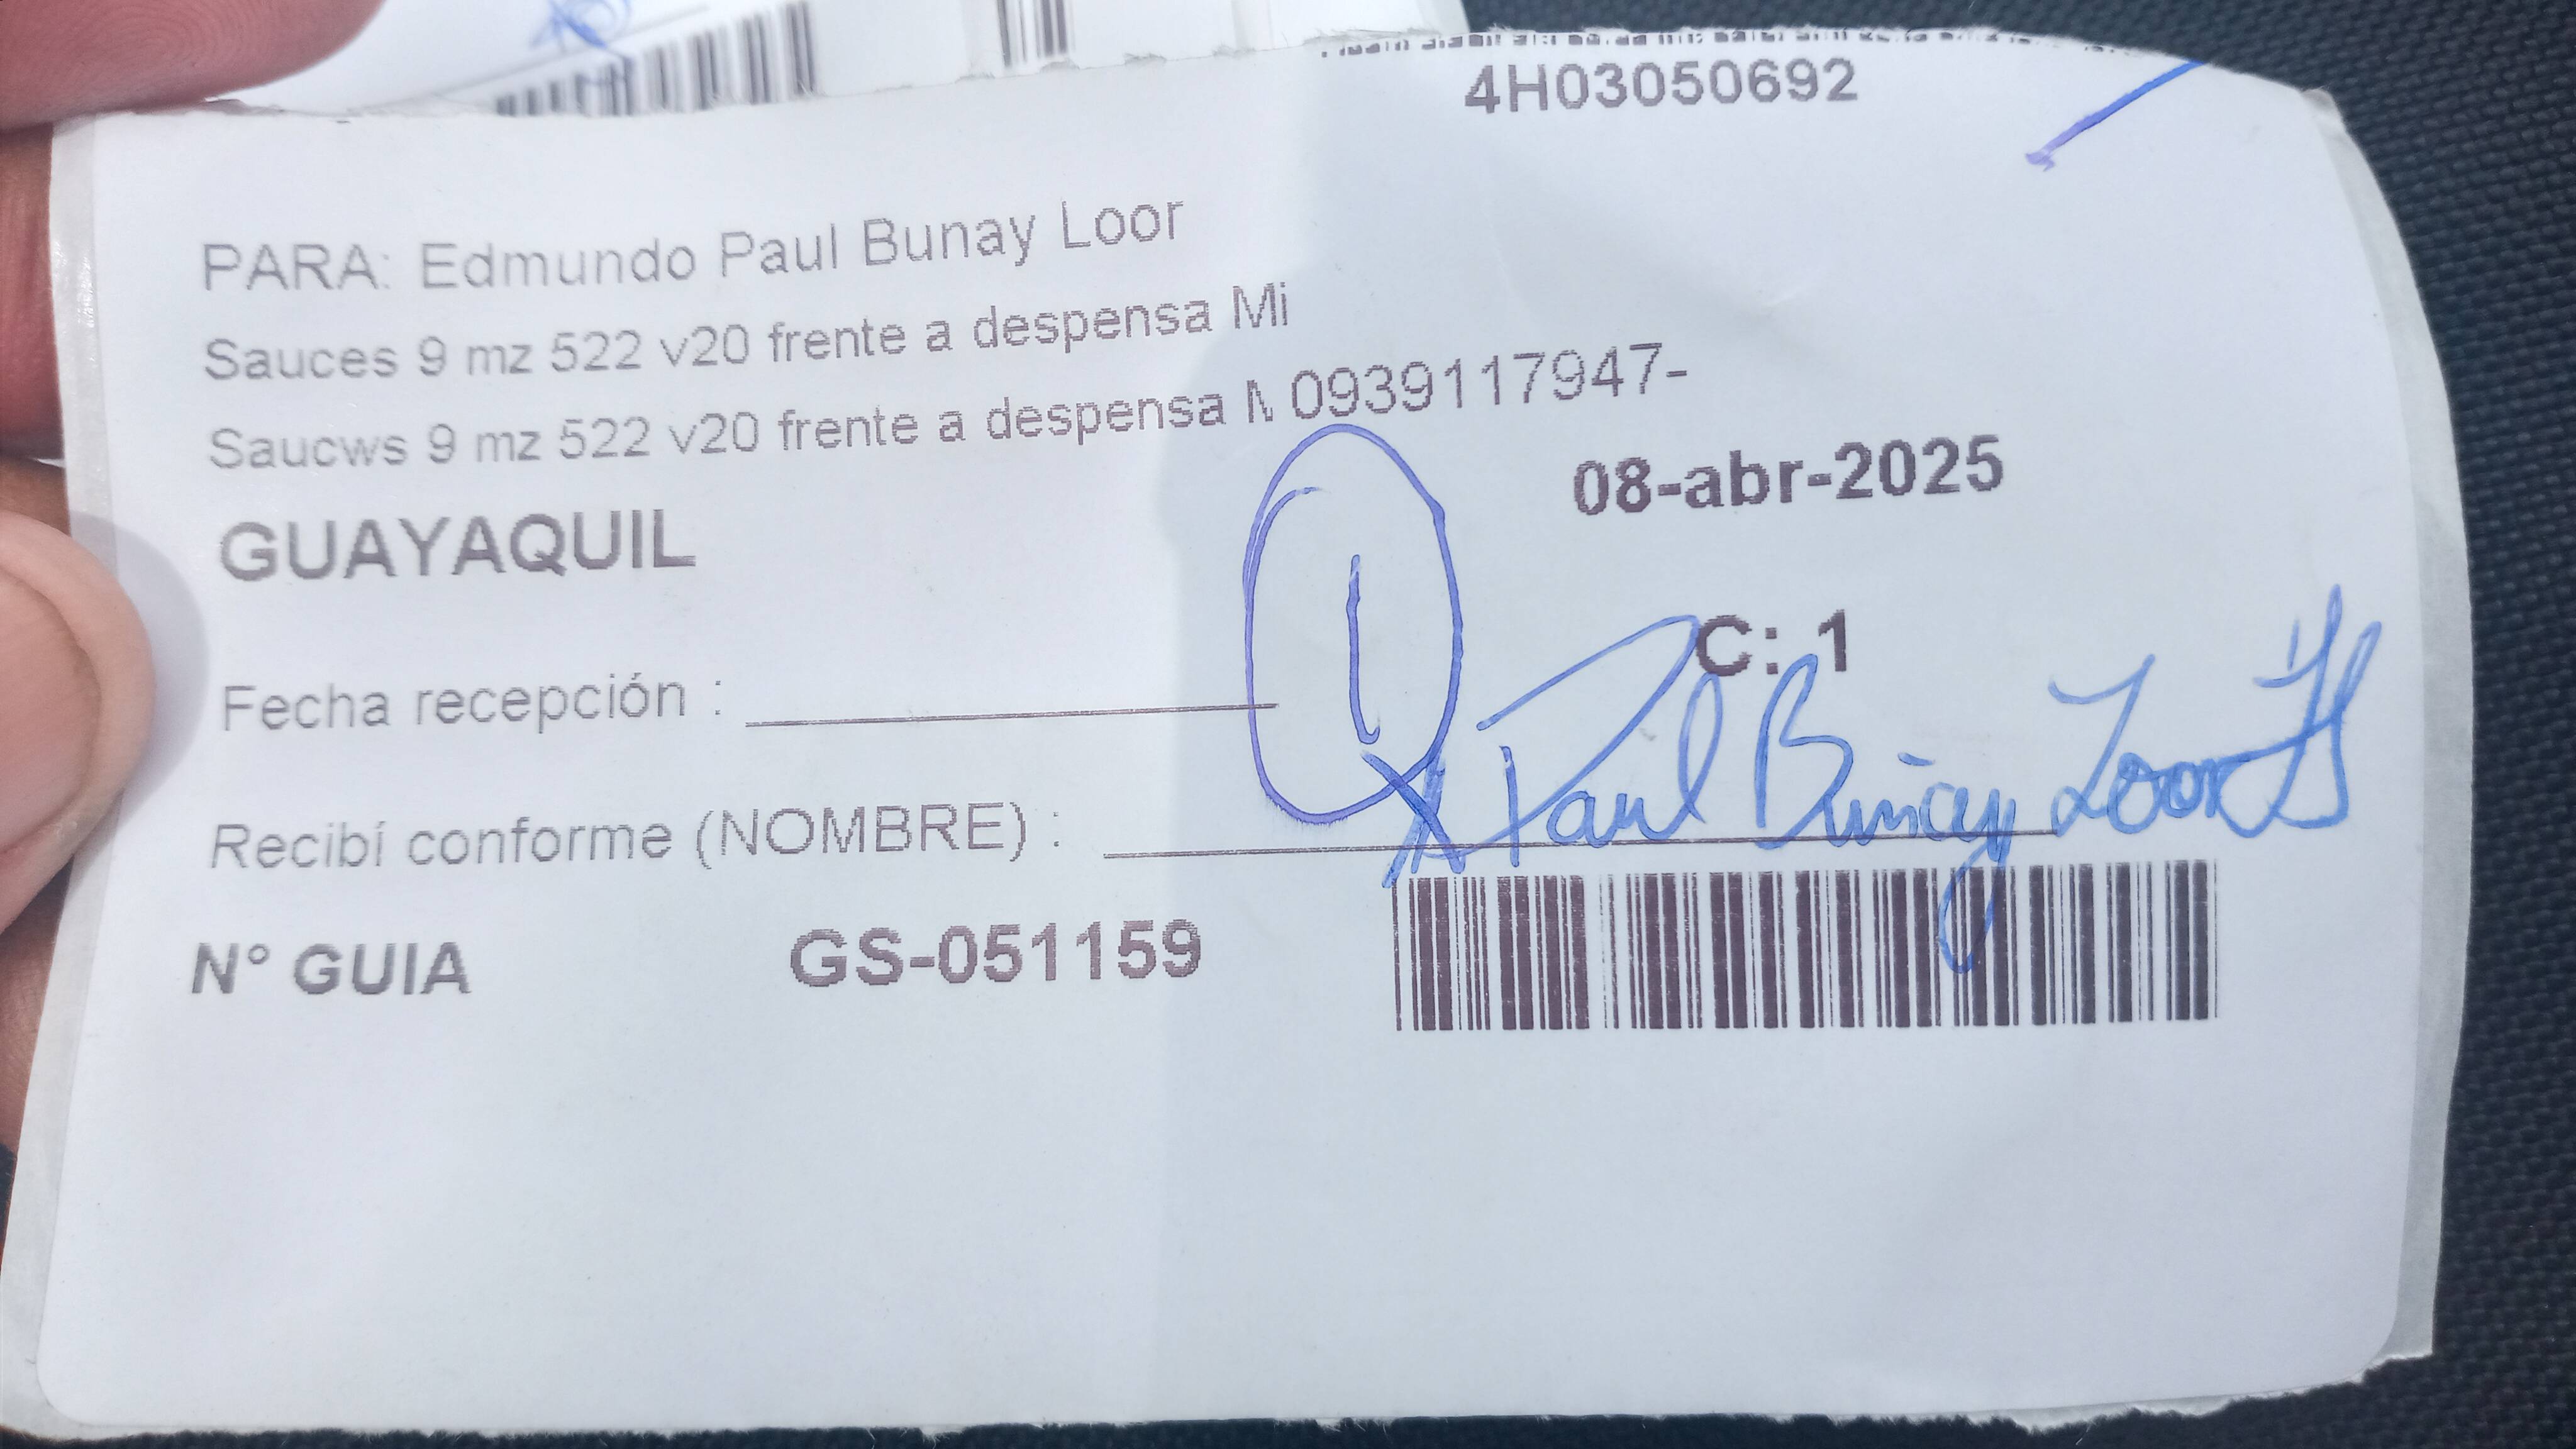 4H03050692
PARA: Edmundo Paul Bunay Loor
Sauces 9 mz 522 v20 frente a despensa Mi
Saucws 9 mz 522 v20 frente a despensa M 0939117947-
08-abr-2025
GUAYAQUIL
1
C: 1
Fecha recepción :
Recibí conforme (NOMBRE) : Paul Bunay Loor
N° GUIA GS-051159